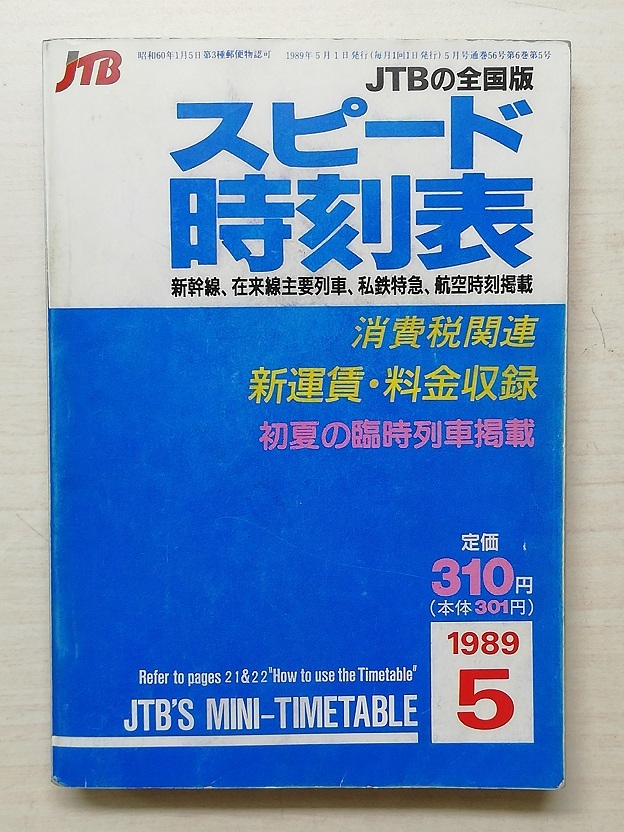 JTB
昭和60年1月5日第3種郵便物認可 1989年5月1日発行(毎月1回1日発行)5月号通巻56号第6巻第5号
JTBの全国版
スピード
時刻表
新幹線、在来線主要列車、私鉄特急、航空時刻掲載
消費税関連
新運賃・料金収録
初夏の臨時列車掲載
定価
310円
(本体301円)
1989
5
Refer to pages 21&22"How to use the Timetable"
JTB'S MINI-TIMETABLE